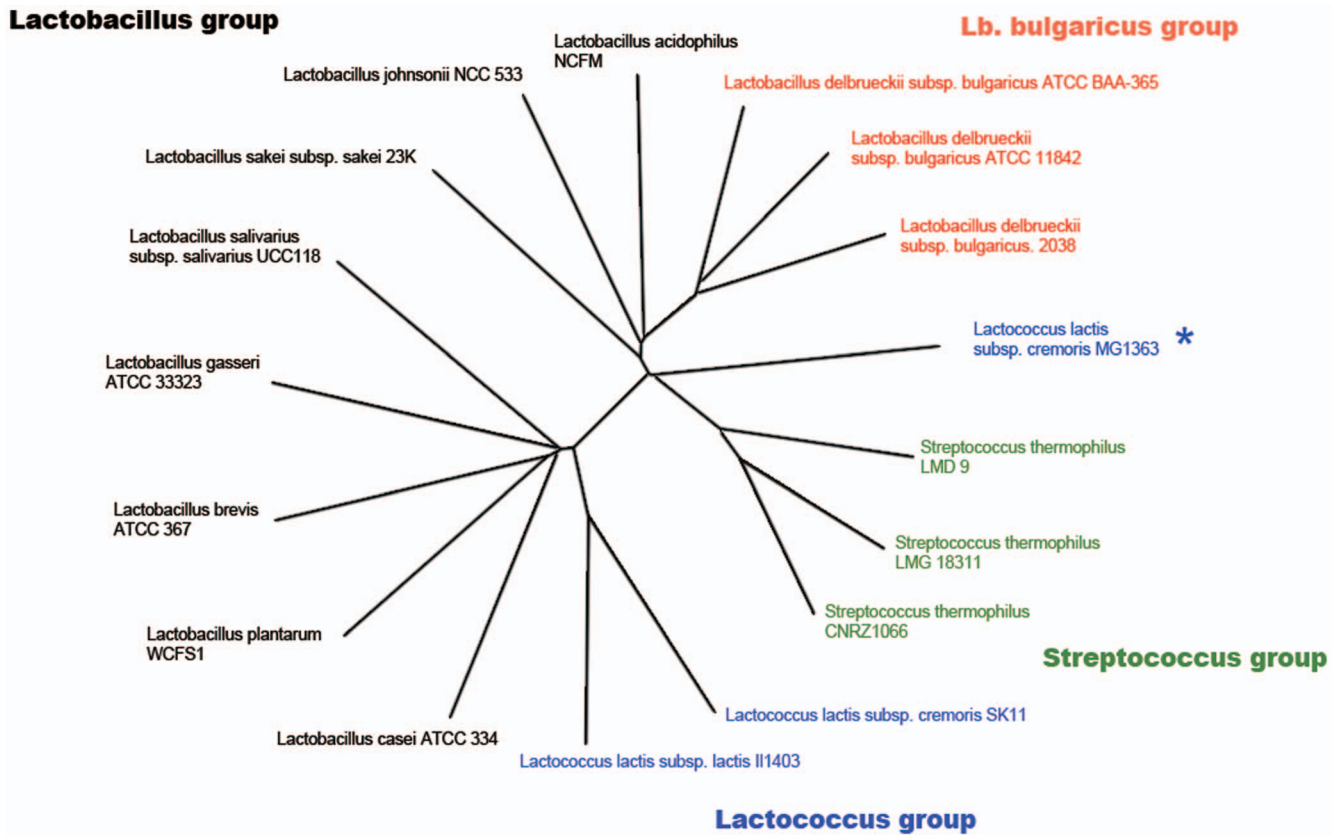 Lactobacillus group
Lb. bulgaricus group
Lactobacillus acidophilus
NCFM
Lactobacillus johnsonii NCC 533
Lactobacillus delbrueckii subsp. bulgaricus ATCC BAA-365
Lactobacillus delbrueckii
subsp. bulgaricus ATCC 11842
Lactobacillus sakei subsp. sakei 23K
Lactobacillus delbrueckii
subsp. bulgaricus. 2038
Lactobacillus salivarius
subsp. salivarius UCC118
Lactococcus lactis
subsp. cremoris MG1363 *
Lactobacillus gasseri
ATCC 33323
Streptococcus thermophilus
LMD 9
Lactobacillus brevis
ATCC 367
Streptococcus thermophilus
LMG 18311
Streptococcus thermophilus
CNRZ1066
Lactobacillus plantarum
WCFS1
Streptococcus group
Lactococcus lactis subsp. cremoris SK11
Lactobacillus casei ATCC 334
Lactococcus lactis subsp. lactis Il1403
Lactococcus group